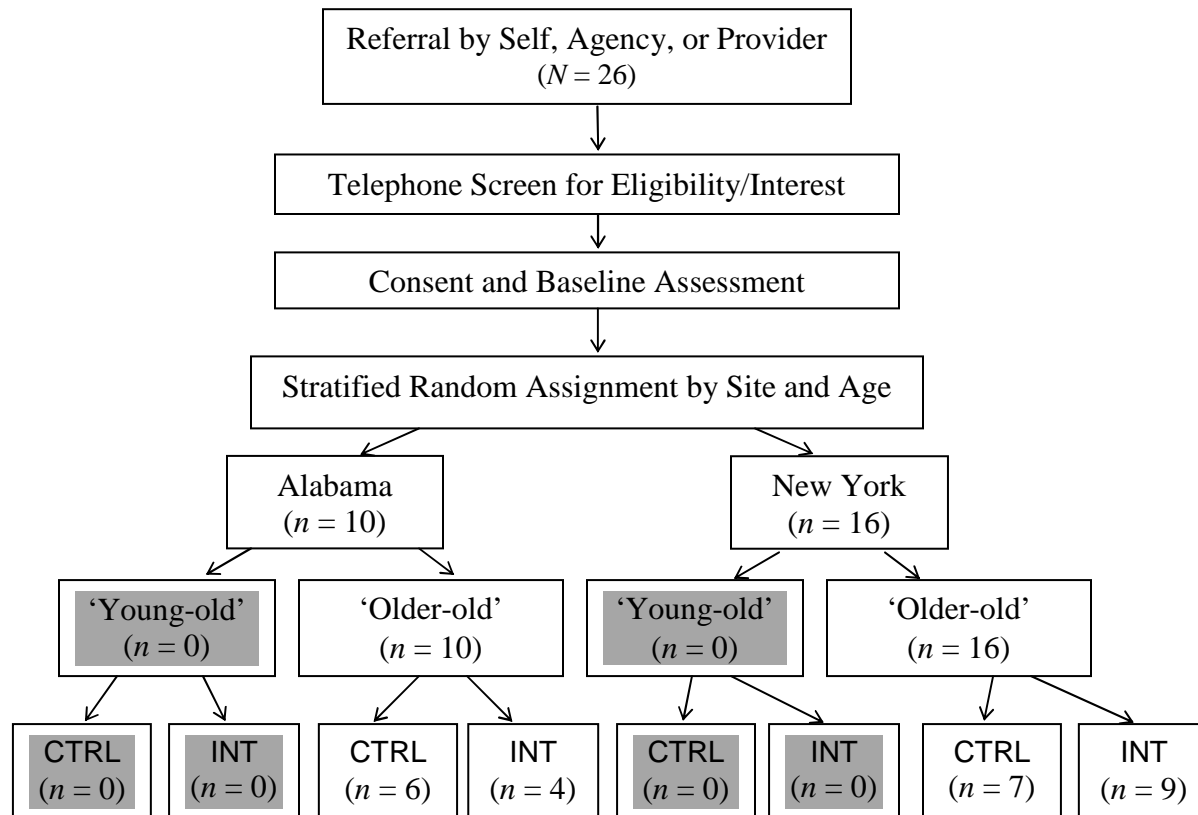 Referral by Self, Agency, or Provider
(N = 26)
Telephone Screen for Eligibility/Interest
Consent and Baseline Assessment
Stratified Random Assignment by Site and Age
Alabama
(n = 10)
New York
(n = 16)
‘Young-old’
(n = 0)
‘Older-old’
(n = 10)
‘Young-old’
(n = 0)
‘Older-old’
(n = 16)
CTRL
(n = 0)
INT
(n = 0)
CTRL
(n = 6)
INT
(n = 4)
CTRL
(n = 0)
INT
(n = 0)
CTRL
(n = 7)
INT
(n = 9)